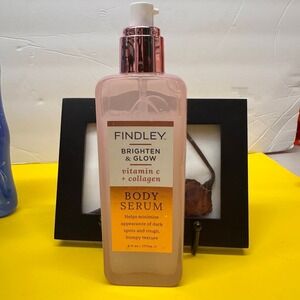 FINDLEY
BRIGHTEN
& GLOW
vitamin c
+ collagen
BODY
SERUM
Helps minimize
appearance of dark
spots and rough,
bumpy texture